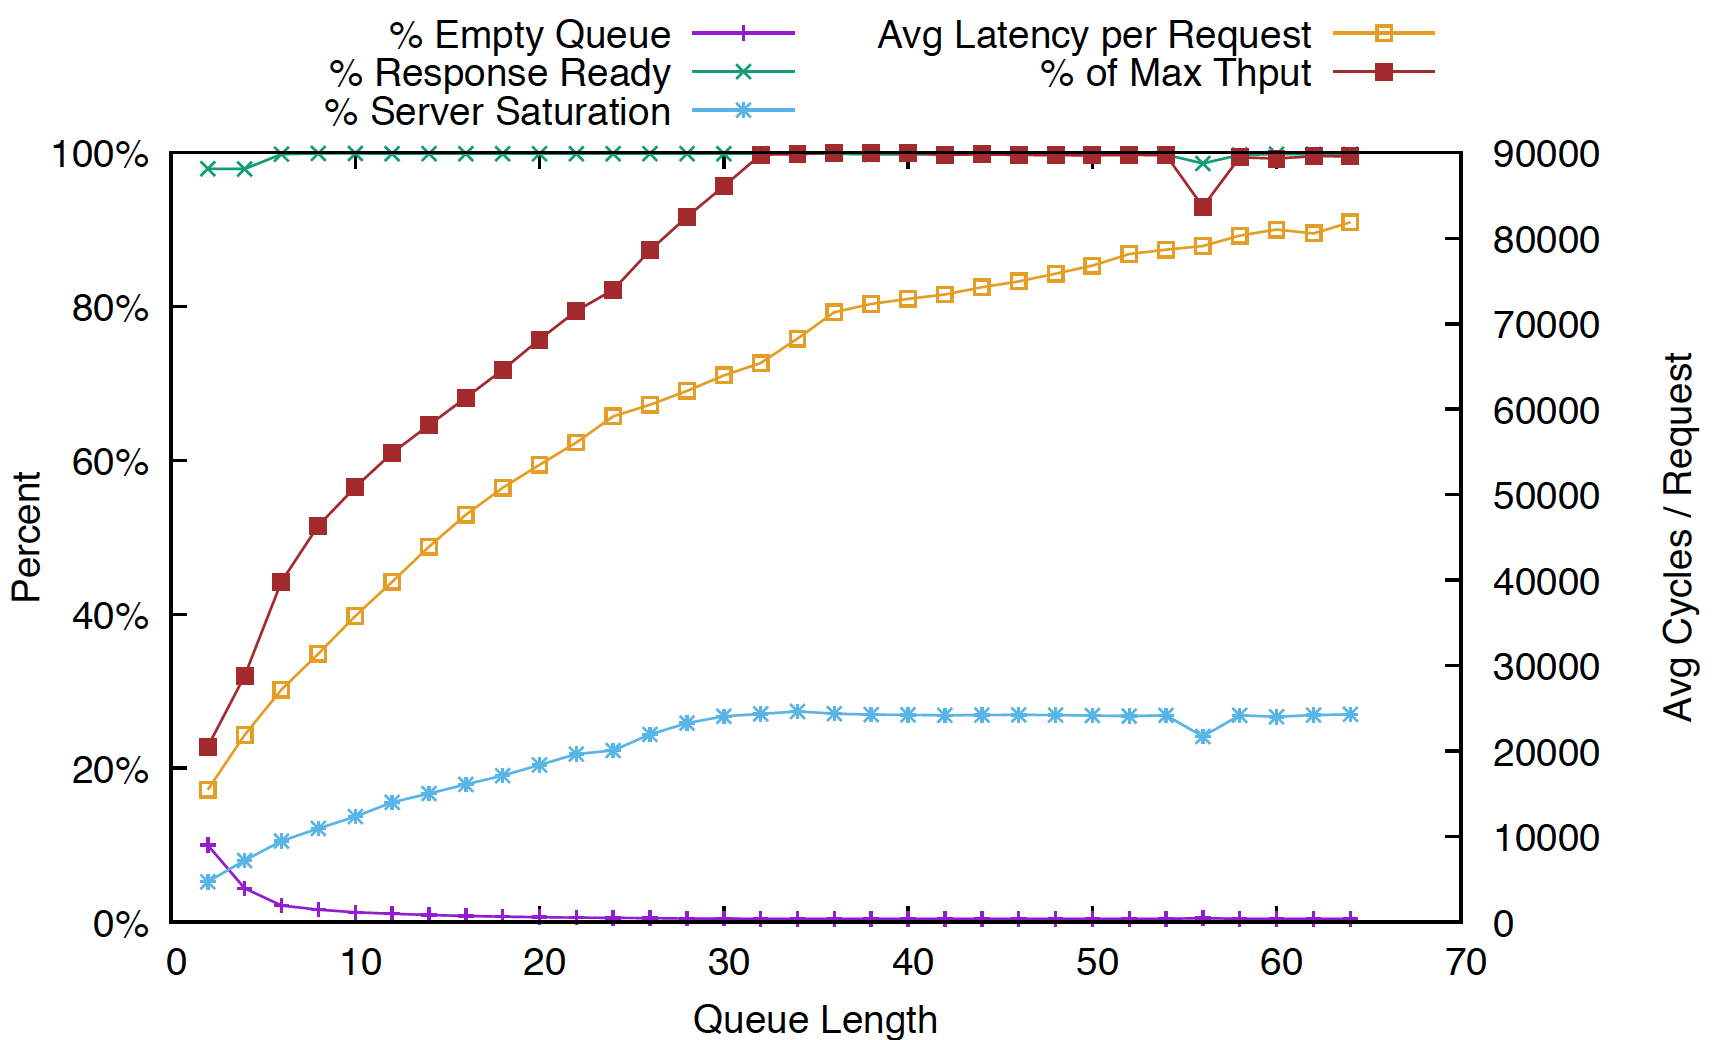 % Empty Queue
% Response Ready
% Server Saturation
Avg Latency per Request
% of Max Thput
100%
80%
60%
40%
20%
0%
Percent
90000
80000
70000
60000
50000
40000
30000
20000
10000
0
Avg Cycles / Request
0 10 20 30 40 50 60 70
Queue Length